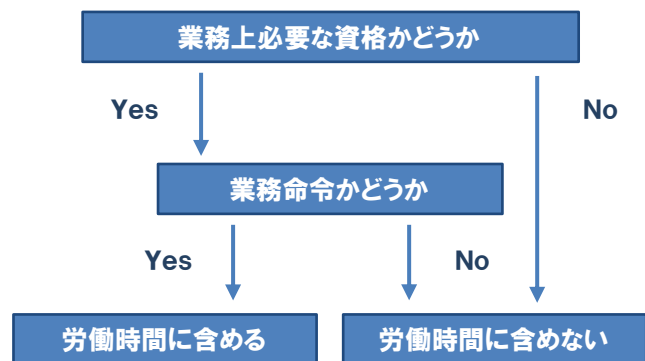 業務上必要な資格かどうか
Yes
No
業務命令かどうか
Yes
No
労働時間に含める
労働時間に含めない